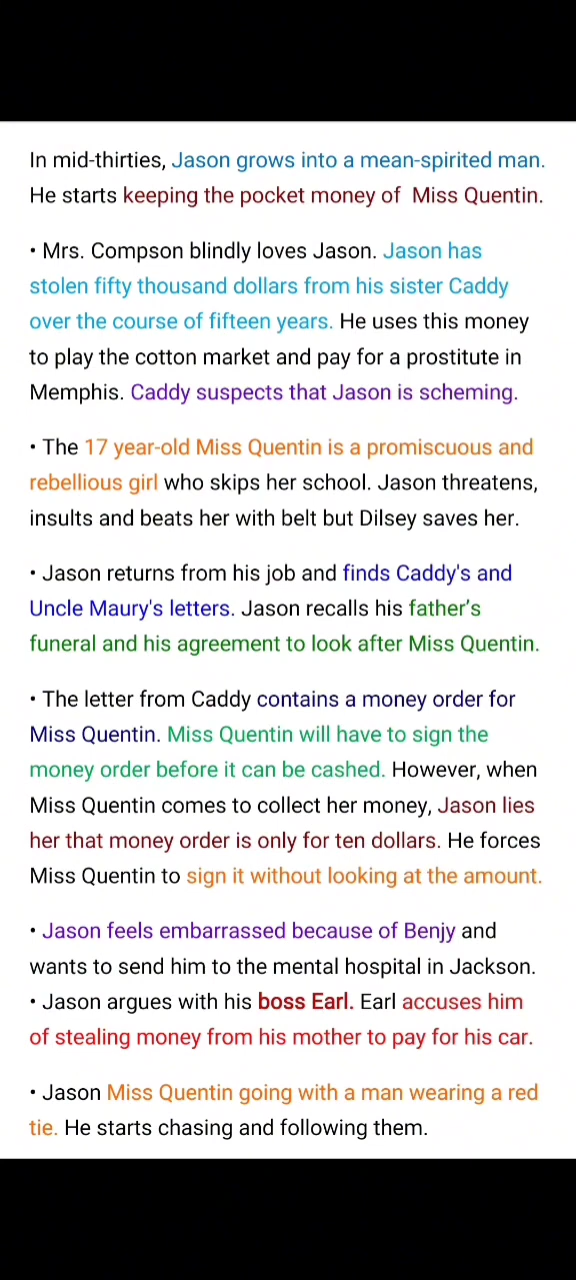 In mid-thirties, Jason grows into a mean-spirited man.
He starts keeping the pocket money of Miss Quentin.
• Mrs. Compson blindly loves Jason. Jason has
stolen fifty thousand dollars from his sister Caddy
over the course of fifteen years. He uses this money
to play the cotton market and pay for a prostitute in
Memphis. Caddy suspects that Jason is scheming.
• The 17 year-old Miss Quentin is a promiscuous and
rebellious girl who skips her school. Jason threatens,
insults and beats her with belt but Dilsey saves her.
• Jason returns from his job and finds Caddy's and
Uncle Maury's letters. Jason recalls his father's
funeral and his agreement to look after Miss Quentin.
• The letter from Caddy contains a money order for
Miss Quentin. Miss Quentin will have to sign the
money order before it can be cashed. However, when
Miss Quentin comes to collect her money, Jason lies
her that money order is only for ten dollars. He forces
Miss Quentin to sign it without looking at the amount.
• Jason feels embarrassed because of Benjy and
wants to send him to the mental hospital in Jackson.
• Jason argues with his boss Earl. Earl accuses him
of stealing money from his mother to pay for his car.
• Jason Miss Quentin going with a man wearing a red
tie. He starts chasing and following them.